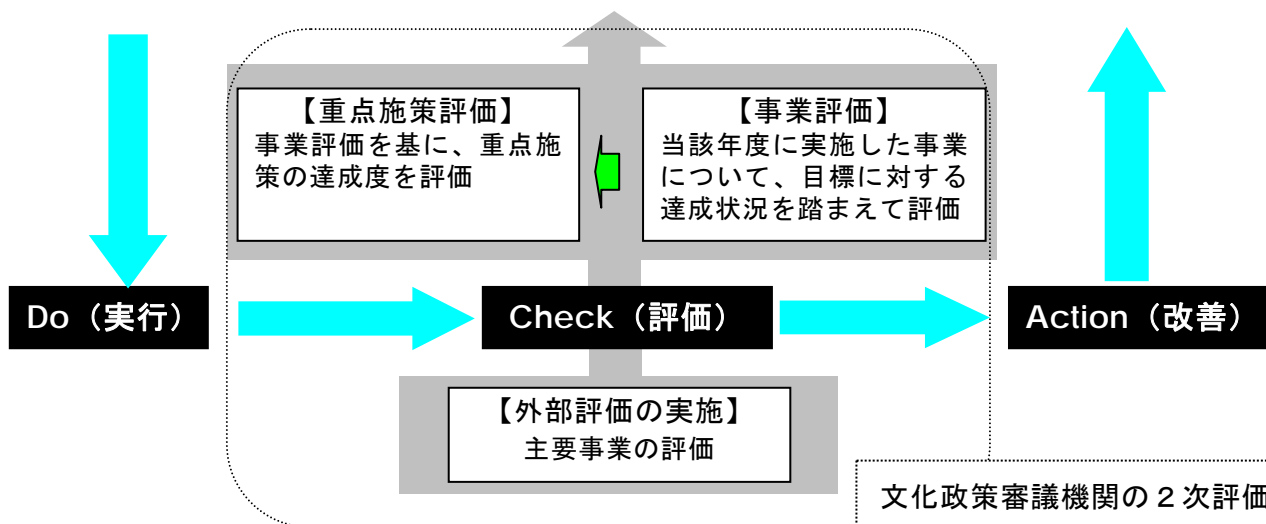 【重点施策評価】
事業評価を基に、重点施
策の達成度を評価
【事業評価】
当該年度に実施した事業
について、目標に対する
達成状況を踏まえて評価
Do（実行）
Check（評価）
Action（改善）
【外部評価の実施】
主要事業の評価
文化政策審議機関の２次評価